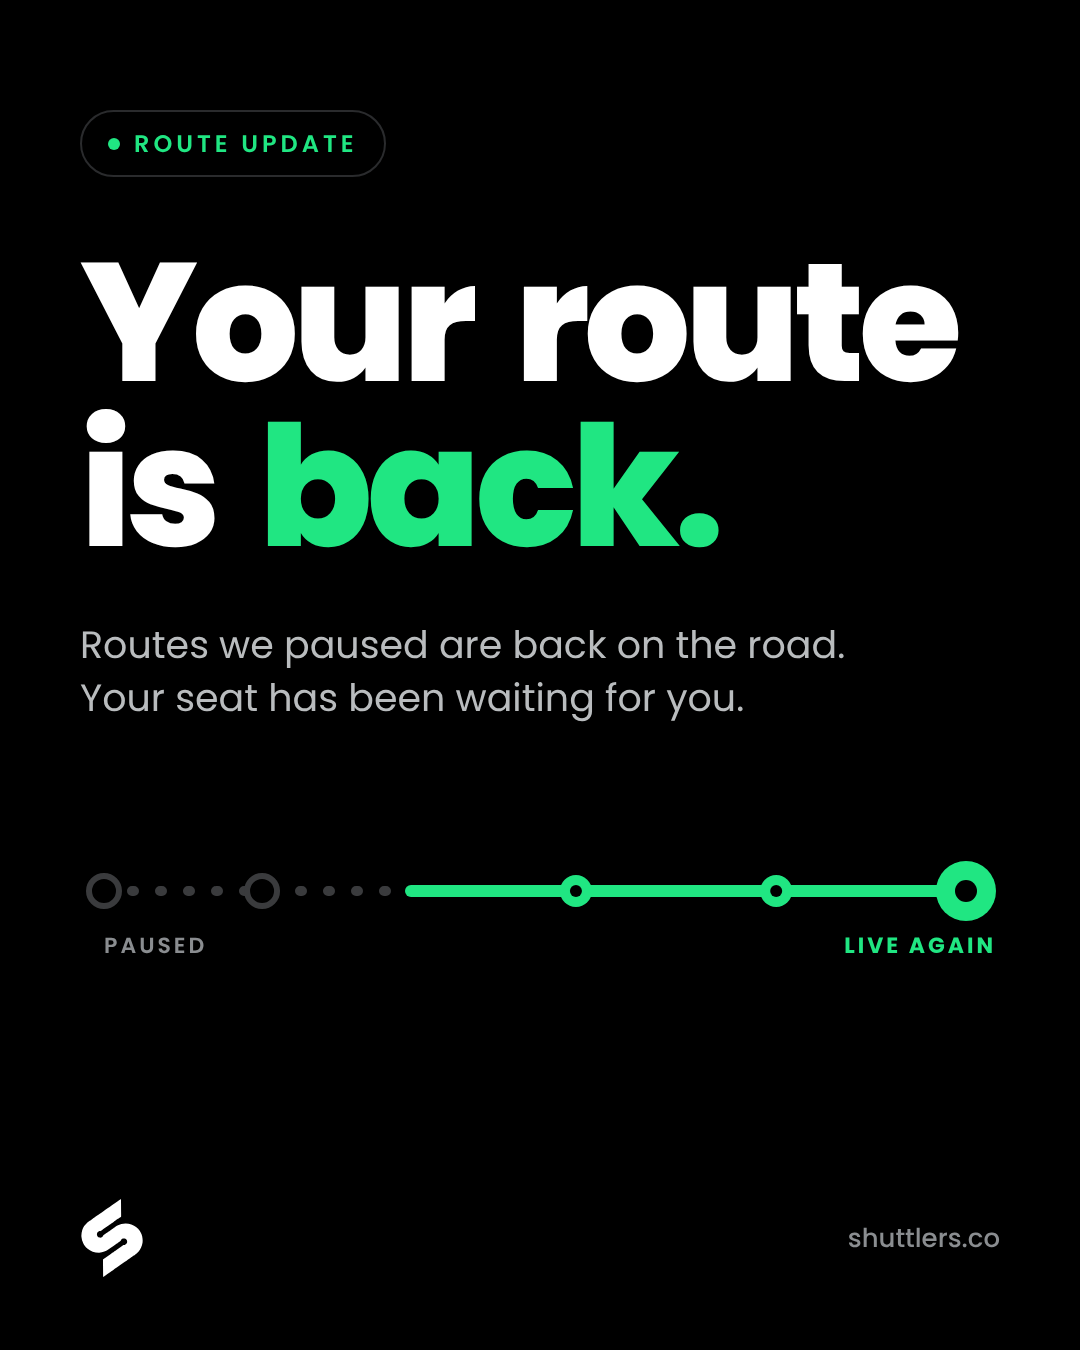 ROUTE UPDATE
Your route
is back.
Routes we paused are back on the road.
Your seat has been waiting for you.
PAUSED
LIVE AGAIN
shuttlers.co